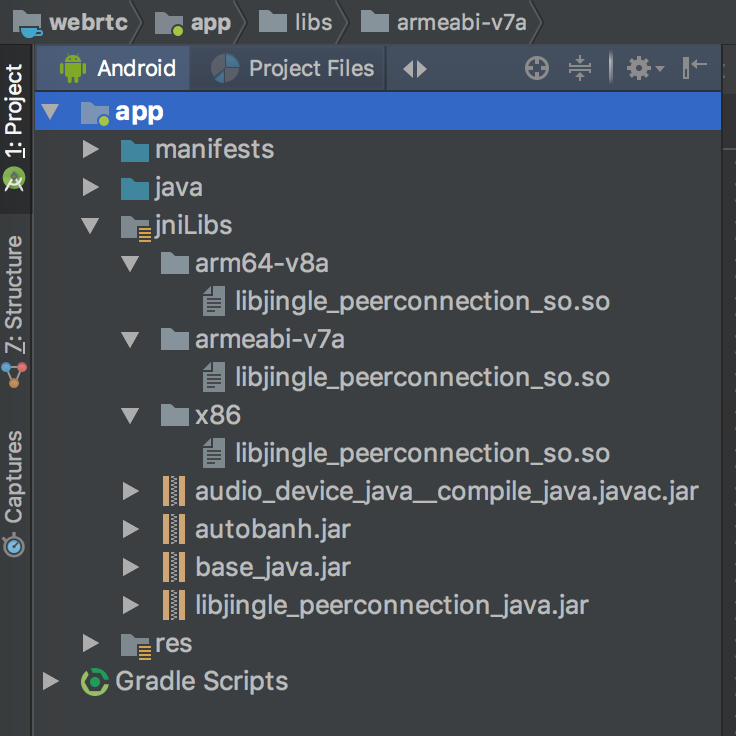 webrtc app libs armeabi-v7a
Android Project Files
1: Project
7: Structure
Captures
app
manifests
java
jniLibs
arm64-v8a
libjingle_peerconnection_so.so
armeabi-v7a
libjingle_peerconnection_so.so
x86
libjingle_peerconnection_so.so
audio_device_java__compile_java.javac.jar
autobanh.jar
base_java.jar
libjingle_peerconnection_java.jar
res
Gradle Scripts